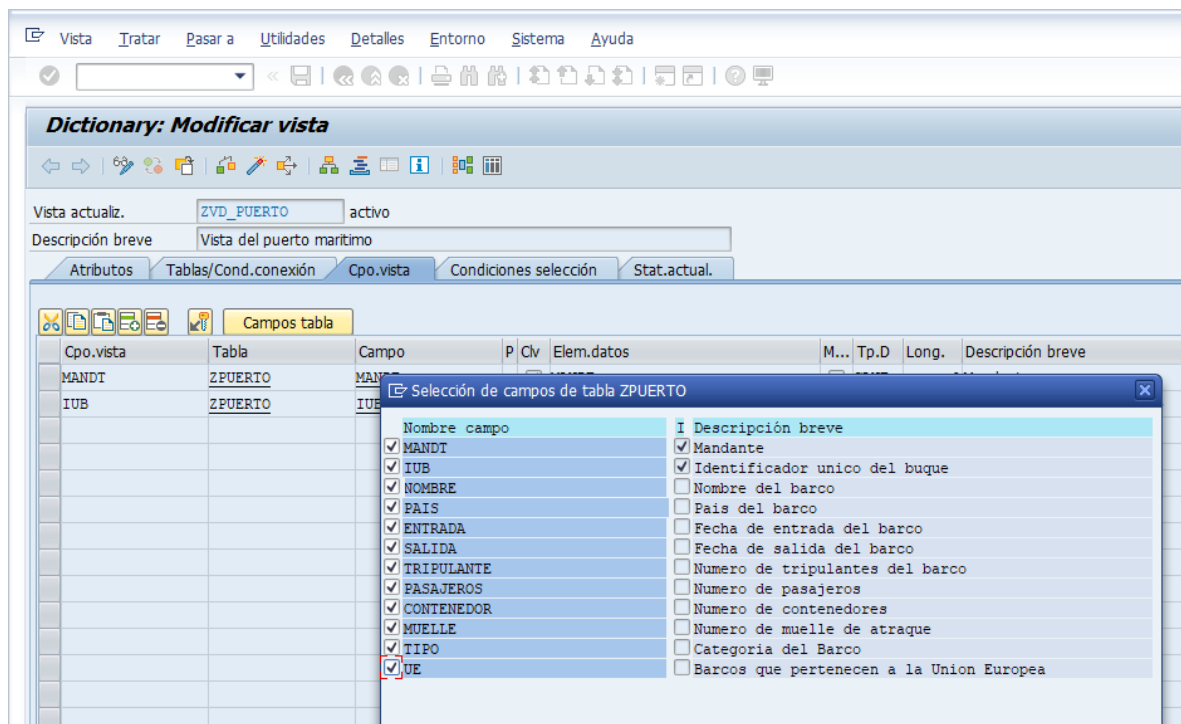 Vista Tratar Pasar a Utilidades Detalles Entorno Sistema Ayuda
Dictionary: Modificar vista
Vista actualiz. ZVD_PUERTO activo
Descripción breve Vista del puerto maritimo
Atributos Tablas/Cond.conexión Cpo.vista Condiciones selección Stat.actual.
Campos tabla
Cpo.vista Tabla Campo P Clv Elem.datos M... Tp.D Long. Descripción breve
MANDT ZPUERTO
IUB ZPUERTO
Selección de campos de tabla ZPUERTO
Nombre campo I Descripción breve
MANDT Mandante
IUB Identificador unico del buque
NOMBRE Nombre del barco
PAIS Pais del barco
ENTRADA Fecha de entrada del barco
SALIDA Fecha de salida del barco
TRIPULANTE Numero de tripulantes del barco
PASAJEROS Numero de pasajeros
CONTENEDOR Numero de contenedores
MUELLE Numero de muelle de atraque
TIPO Categoria del Barco
UE Barcos que pertenecen a la Union Europea